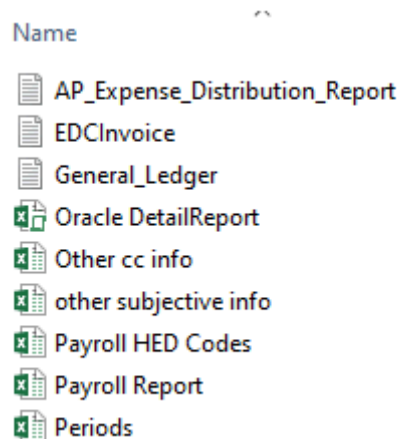 Name
AP_Expense_Distribution_Report
EDCInvoice
General_Ledger
Oracle DetailReport
Other cc info
other subjective info
Payroll HED Codes
Payroll Report
Periods